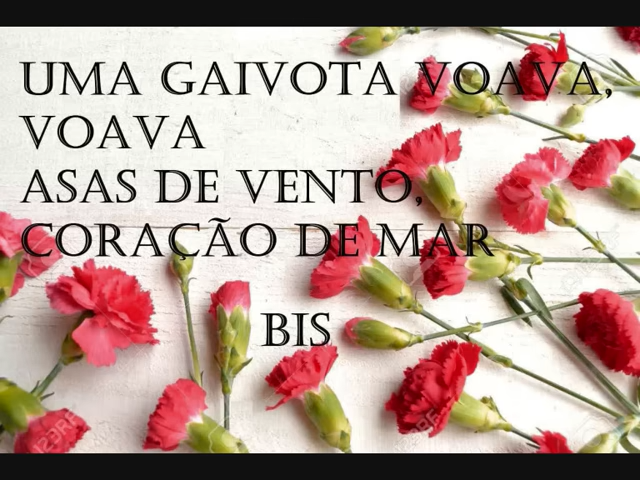 UMA GAIVOTA VOAVA,
VOAVA
ASAS DE VENTO,
CORAÇÃO DE MAR
BIS